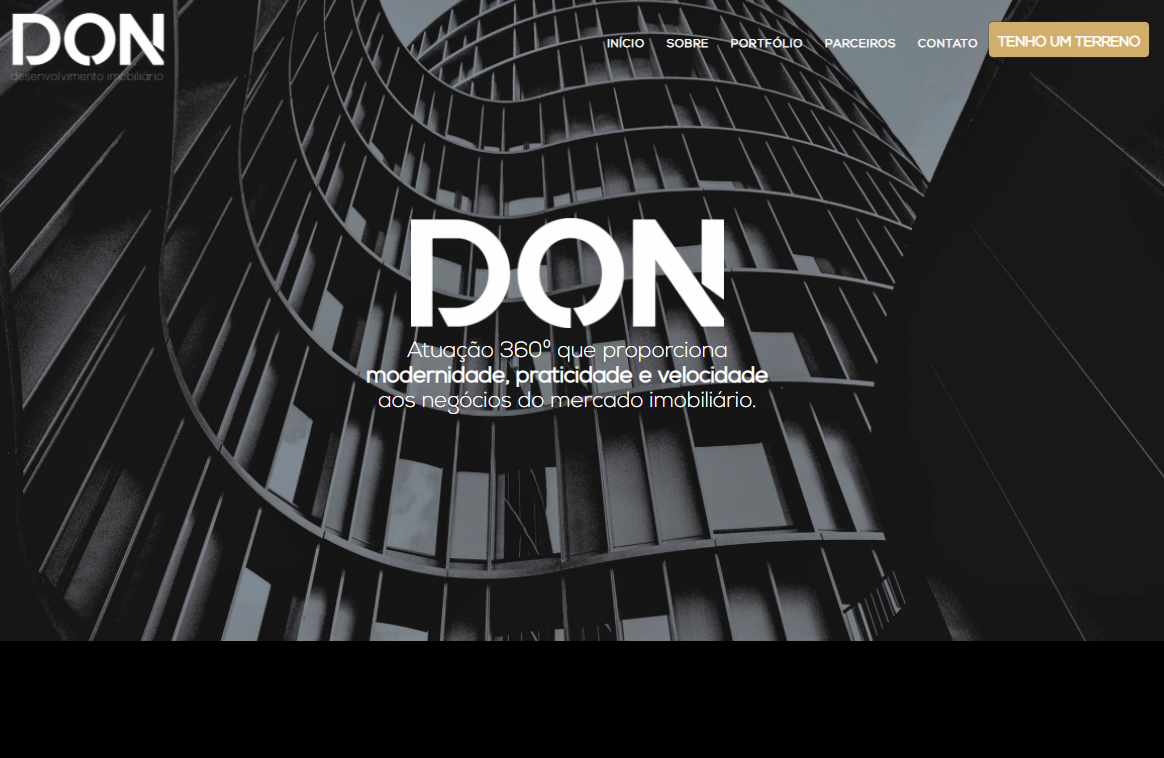 DON
desenvolvimento imobiliário
INÍCIO SOBRE PORTFÓLIO PARCEIROS CONTATO TENHO UM TERRENO
DON
Atuação 360º que proporciona
modernidade, praticidade e velocidade
aos negócios do mercado imobiliário.